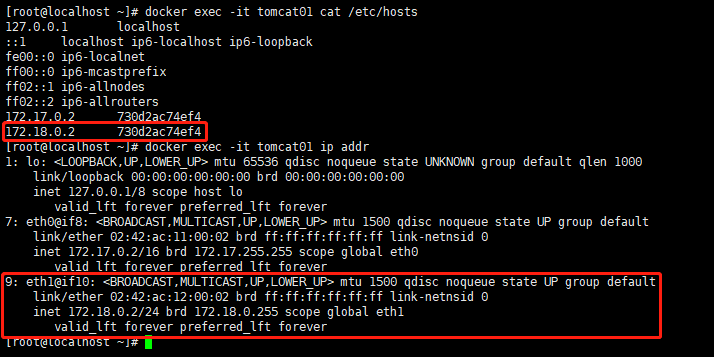 [root@localhost ~]# docker exec -it tomcat01 cat /etc/hosts
127.0.0.1 localhost
::1 localhost ip6-localhost ip6-loopback
fe00::0 ip6-localnet
ff00::0 ip6-mcastprefix
ff02::1 ip6-allnodes
ff02::2 ip6-allrouters
172.17.0.2 730d2ac74ef4
172.18.0.2 730d2ac74ef4
[root@localhost ~]# docker exec -it tomcat01 ip addr
1: lo: <LOOPBACK,UP,LOWER_UP> mtu 65536 qdisc noqueue state UNKNOWN group default qlen 1000
link/loopback 00:00:00:00:00:00 brd 00:00:00:00:00:00
inet 127.0.0.1/8 scope host lo
valid_lft forever preferred_lft forever
7: eth0@if8: <BROADCAST,MULTICAST,UP,LOWER_UP> mtu 1500 qdisc noqueue state UP group default
link/ether 02:42:ac:11:00:02 brd ff:ff:ff:ff:ff:ff link-netnsid 0
inet 172.17.0.2/16 brd 172.17.255.255 scope global eth0
valid_lft forever preferred_lft forever
9: eth1@if10: <BROADCAST,MULTICAST,UP,LOWER_UP> mtu 1500 qdisc noqueue state UP group default
link/ether 02:42:ac:12:00:02 brd ff:ff:ff:ff:ff:ff link-netnsid 0
inet 172.18.0.2/24 brd 172.18.0.255 scope global eth1
valid_lft forever preferred_lft forever
[root@localhost ~]#